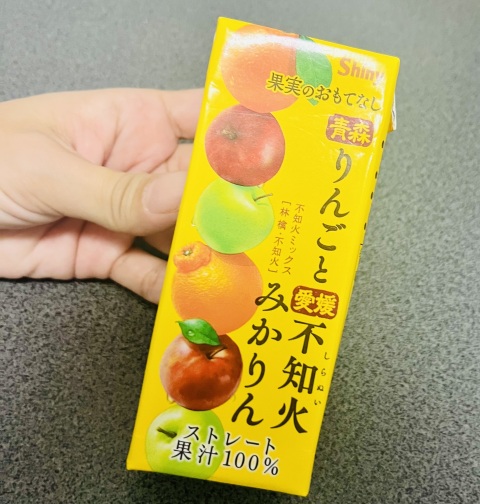 Shiny
果実のおもてなし
青森
りんごと
愛媛
不知火
しらぬい
みかりん
不知火ミックス
［林檎・不知火］
ストレート
果汁100%